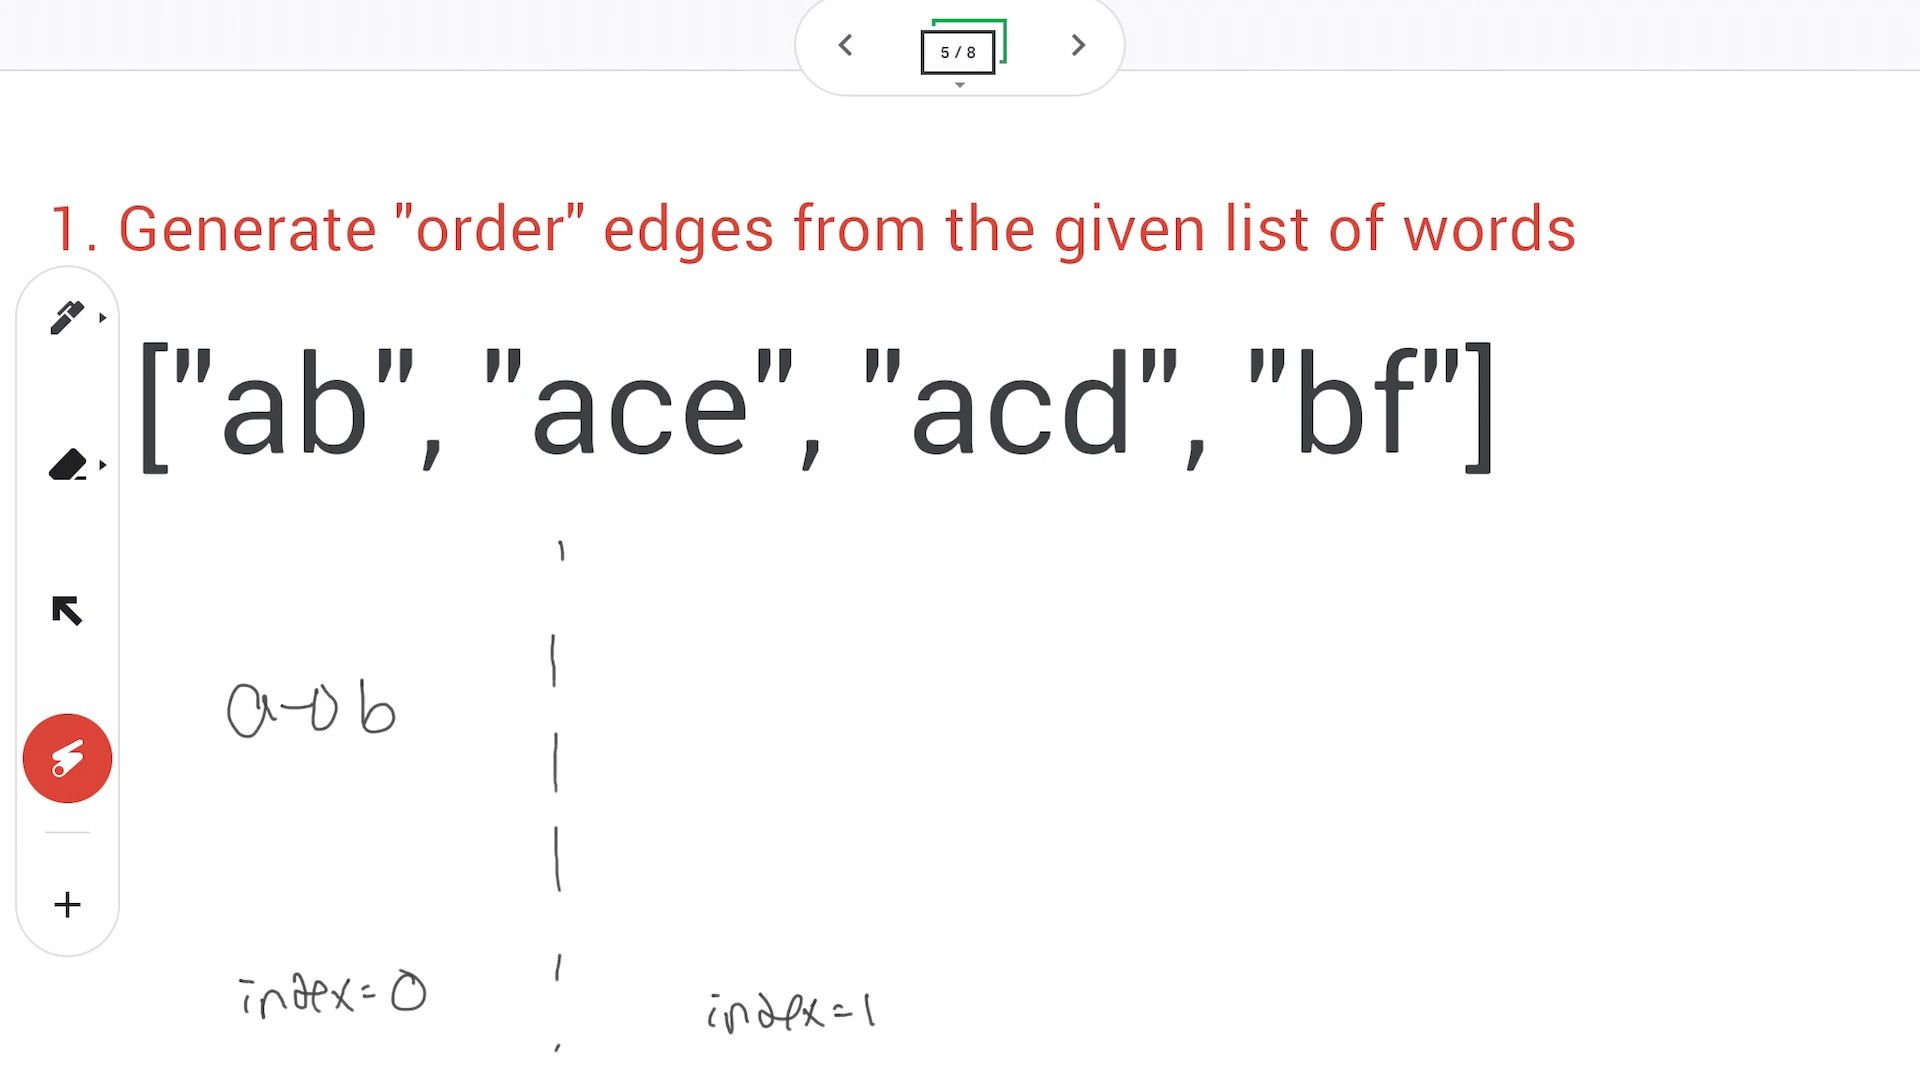 5 / 8
1. Generate "order" edges from the given list of words
["ab", "ace", "acd", "bf"]
a→b
index=0
index=1